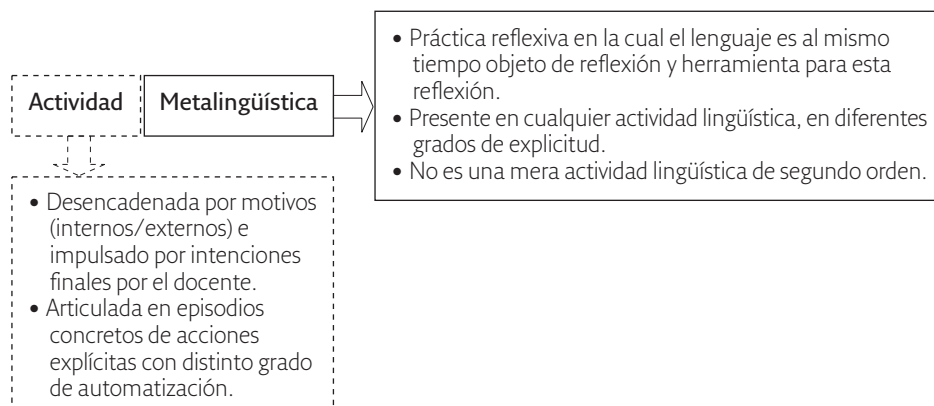 Actividad Metalingüística
• Práctica reflexiva en la cual el lenguaje es al mismo
tiempo objeto de reflexión y herramienta para esta
reflexión.
• Presente en cualquier actividad lingüística, en diferentes
grados de explicitud.
• No es una mera actividad lingüística de segundo orden.
• Desencadenada por motivos
(internos/externos) e
impulsado por intenciones
finales por el docente.
• Articulada en episodios
concretos de acciones
explícitas con distinto grado
de automatización.